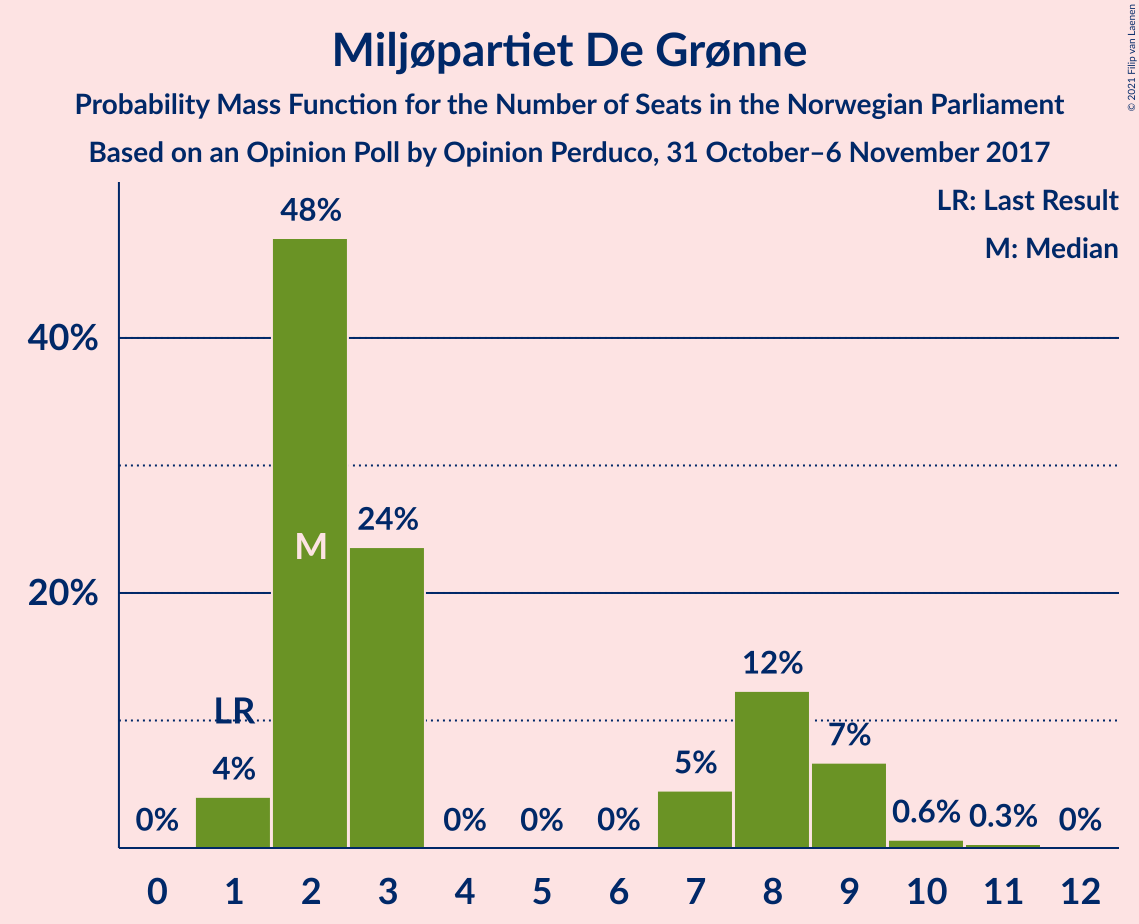 Miljøpartiet De Grønne
Probability Mass Function for the Number of Seats in the Norwegian Parliament
Based on an Opinion Poll by Opinion Perduco, 31 October–6 November 2017
© 2021 Filip van Laenen
LR: Last Result
M: Median
48%
40%
24%
M
20%
12%
LR
7%
5%
4%
0%
0%
0%
0%
0.6%
0.3%
0%
0 1 2 3 4 5 6 7 8 9 10 11 12